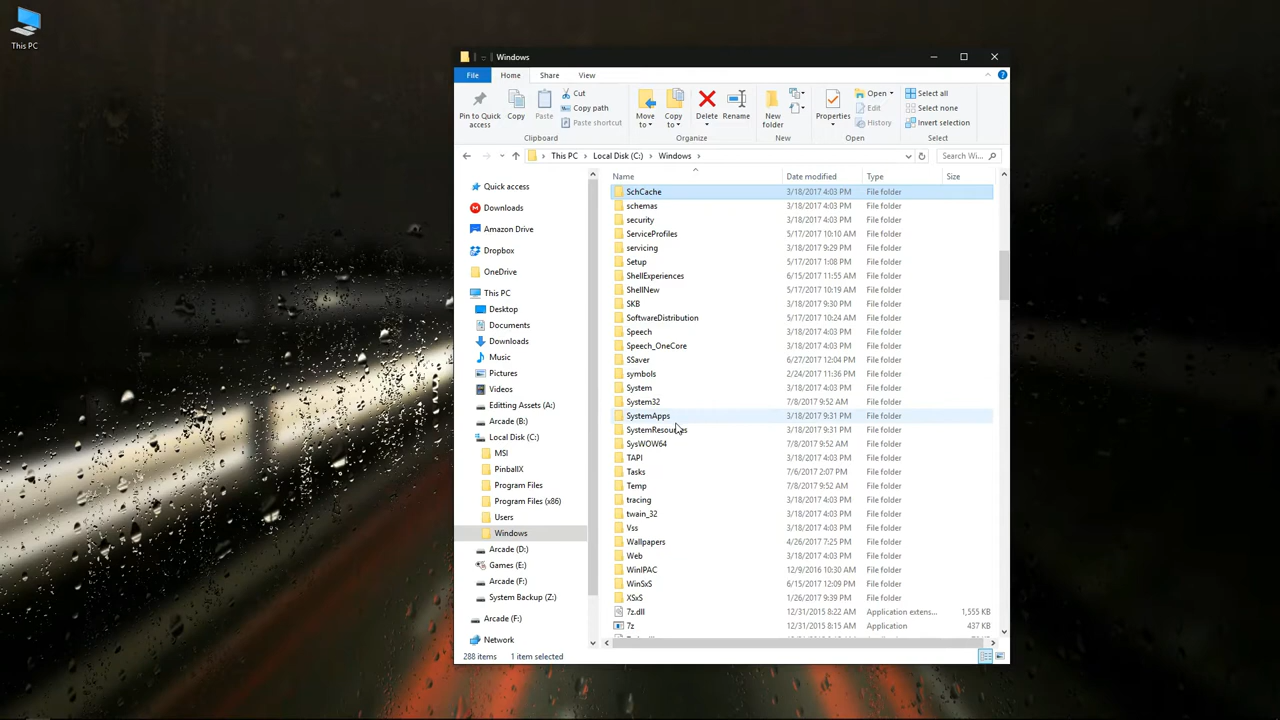 This PC
Windows
File Home Share View
Pin to Quick access
Copy
Paste
Cut
Copy path
Paste shortcut
Clipboard
Move to
Copy to
Delete
Rename
Organize
New folder
New
Properties
Open
Edit
History
Open
Select all
Select none
Invert selection
Select
This PC Local Disk (C:) Windows
Search Wi...
Quick access
Downloads
Amazon Drive
Dropbox
OneDrive
This PC
Desktop
Documents
Downloads
Music
Pictures
Videos
Editing Assets (A:)
Arcade (B:)
Local Disk (C:)
MSI
PinballX
Program Files
Program Files (x86)
Users
Windows
Arcade (D:)
Games (E:)
Arcade (F:)
System Backup (Z:)
Arcade (F:)
Network
Name Date modified Type Size
SchCache 3/18/2017 4:03 PM File folder
schemas 3/18/2017 4:03 PM File folder
security 3/18/2017 4:03 PM File folder
ServiceProfiles 5/17/2017 10:10 AM File folder
servicing 3/18/2017 9:29 PM File folder
Setup 5/17/2017 1:08 PM File folder
ShellExperiences 6/15/2017 11:55 AM File folder
ShellNew 5/17/2017 10:19 AM File folder
SKB 3/18/2017 9:30 PM File folder
SoftwareDistribution 5/17/2017 10:24 AM File folder
Speech 3/18/2017 4:03 PM File folder
Speech_OneCore 3/18/2017 4:03 PM File folder
SSaver 6/27/2017 12:04 PM File folder
symbols 2/24/2017 11:36 PM File folder
System 3/18/2017 4:03 PM File folder
System32 7/8/2017 9:52 AM File folder
SystemApps 3/18/2017 9:31 PM File folder
SystemResources 3/18/2017 9:31 PM File folder
SysWOW64 7/8/2017 9:52 AM File folder
TAPI 3/18/2017 4:03 PM File folder
Tasks 7/6/2017 2:07 PM File folder
Temp 7/8/2017 9:52 AM File folder
tracing 3/18/2017 4:03 PM File folder
twain_32 3/18/2017 4:03 PM File folder
Vss 3/18/2017 4:03 PM File folder
Wallpapers 4/26/2017 7:25 PM File folder
Web 3/18/2017 4:03 PM File folder
WinIPAC 12/9/2016 10:30 AM File folder
WinSxS 6/15/2017 12:09 PM File folder
XSxS 1/26/2017 9:39 PM File folder
7z.dll 12/31/2015 8:22 AM Application extens... 1,555 KB
7z 12/31/2015 8:15 AM Application 437 KB
288 items 1 item selected